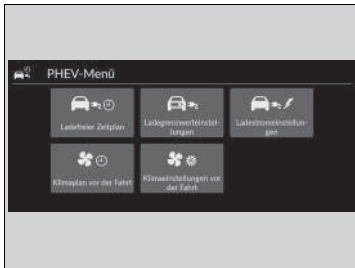 PHEV-Menü
Ladefreier Zeitplan
Ladegrenzwerteinstel-
lungen
Ladestromeinstellun-
gen
Klimaplan vor der Fahrt
Klimaeinstellungen vor
der Fahrt